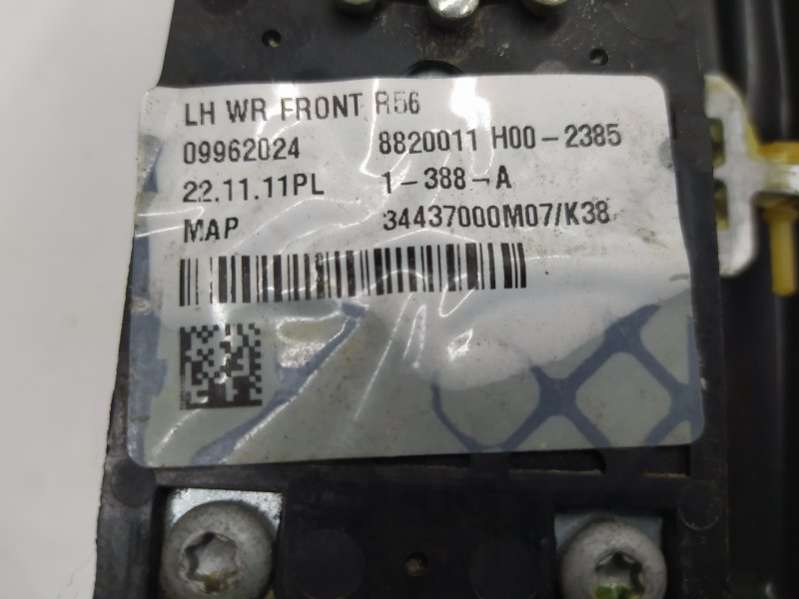 LH WR FRONT R56
09962024 8820011 H00-2385
22.11.11PL 1-388-A
MAP 34437000M07/K38